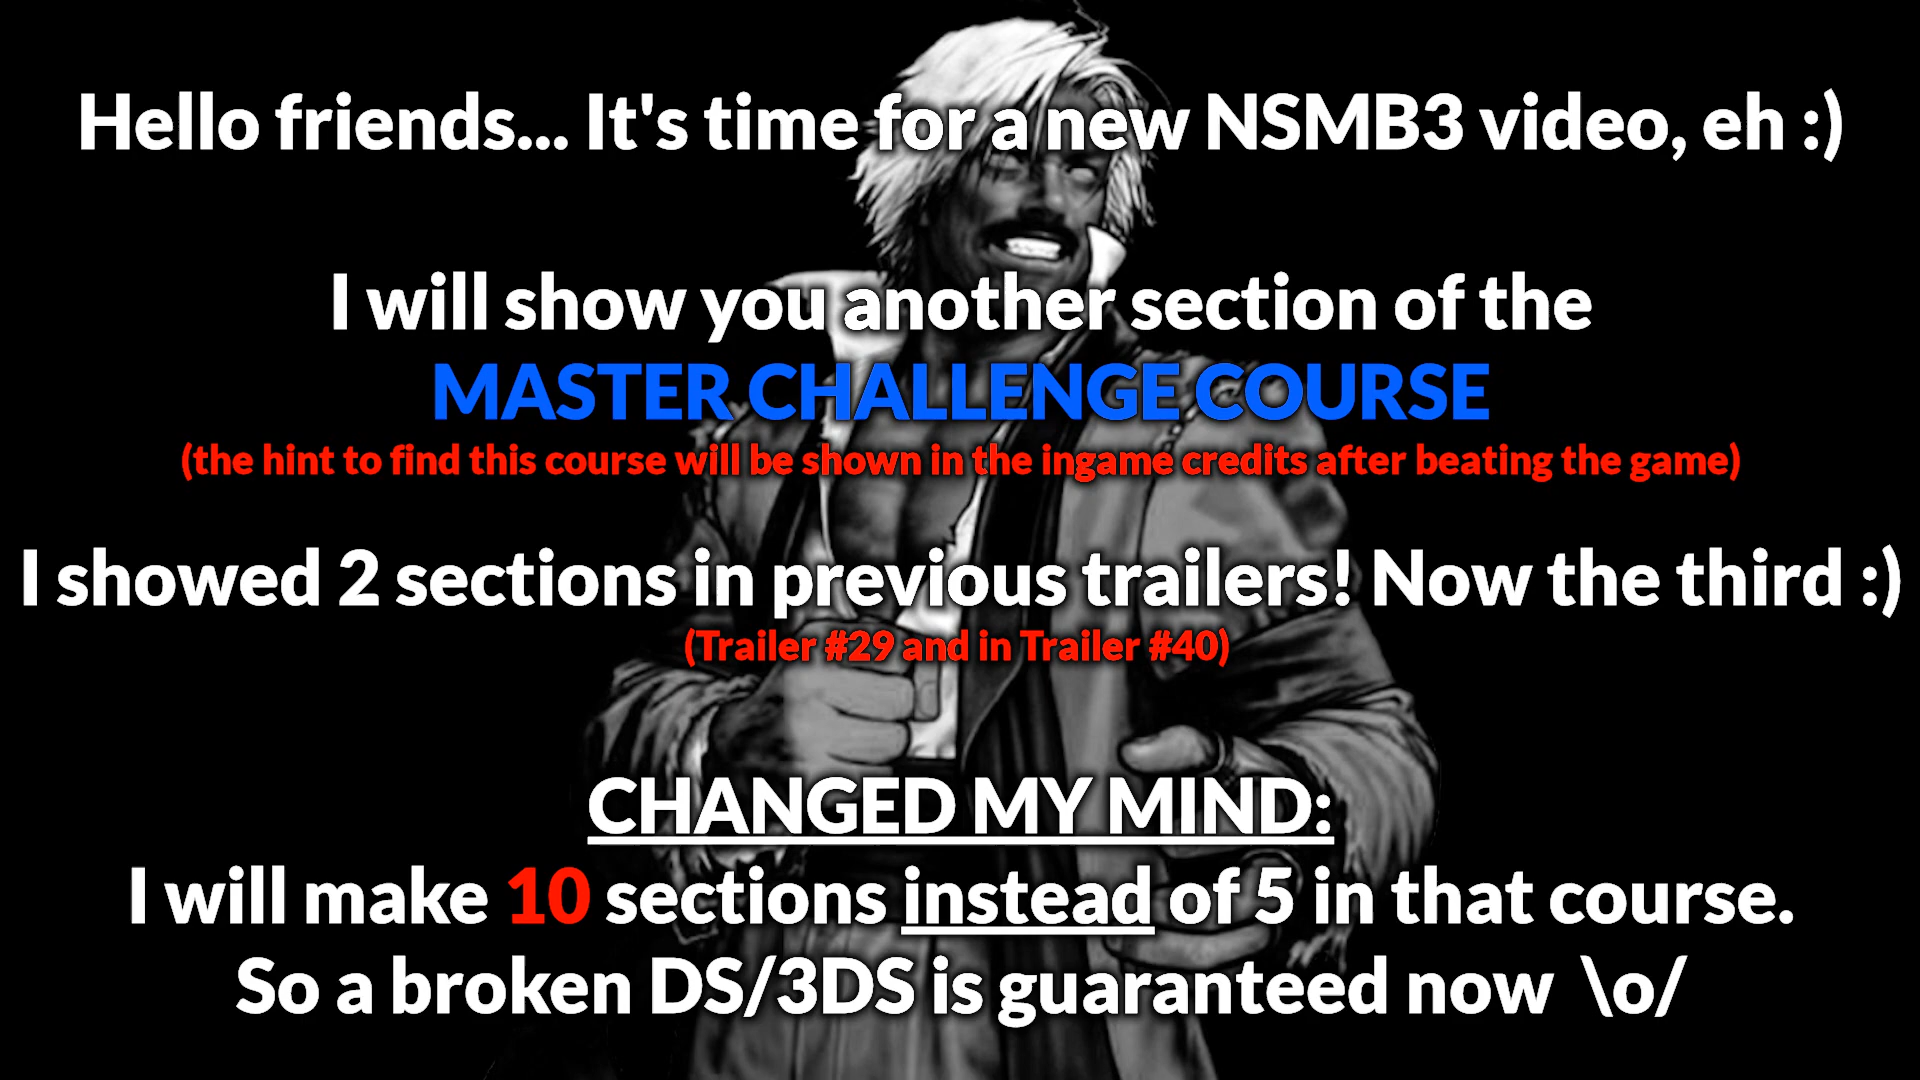 Hello friends... It's time for a new NSMB3 video, eh :)
I will show you another section of the
MASTER CHALLENGE COURSE
(the hint to find this course will be shown in the ingame credits after beating the game)
I showed 2 sections in previous trailers! Now the third :)
(Trailer #29 and in Trailer #40)
CHANGED MY MIND:
I will make 10 sections instead of 5 in that course.
So a broken DS/3DS is guaranteed now \o/